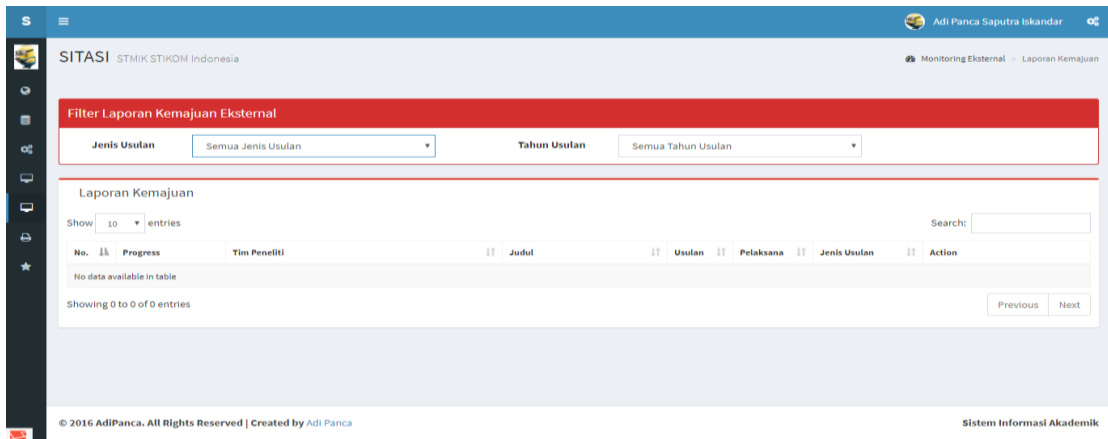 S Adi Panca Saputra Iskandar
SITASI STMIK STIKOM Indonesia Monitoring Eksternal > Laporan Kemajuan
Filter Laporan Kemajuan Eksternal
Jenis Usulan Semua Jenis Usulan Tahun Usulan Semua Tahun Usulan
Laporan Kemajuan
Show 10 entries Search:
No. Progress Tim Peneliti Judul Usulan Pelaksana Jenis Usulan Action
No data available in table
Showing 0 to 0 of 0 entries Previous Next
© 2016 AdiPanca. All Rights Reserved | Created by Adi Panca Sistem Informasi Akademik